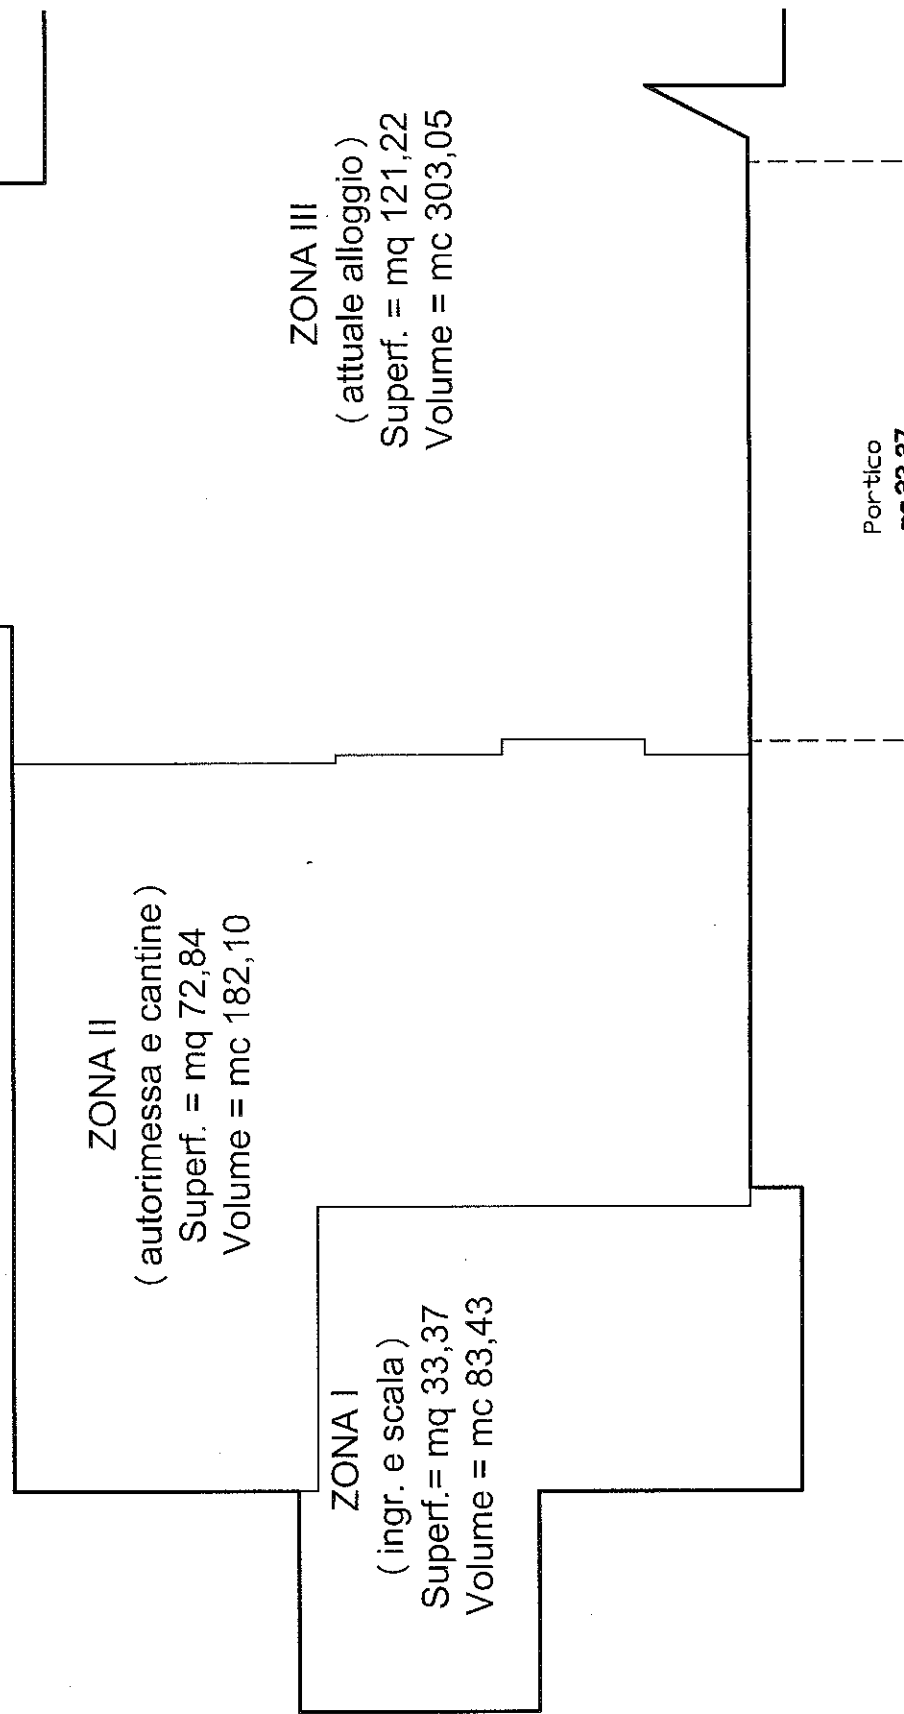 ZONA III
( attuale alloggio )
Superf. = mq 121,22
Volume = mc 303,05
ZONA II
( autorimessa e cantine )
Superf. = mq 72,84
Volume = mc 182,10
ZONA I
( ingr. e scala )
Superf.= mq 33,37
Volume = mc 83,43
Portico